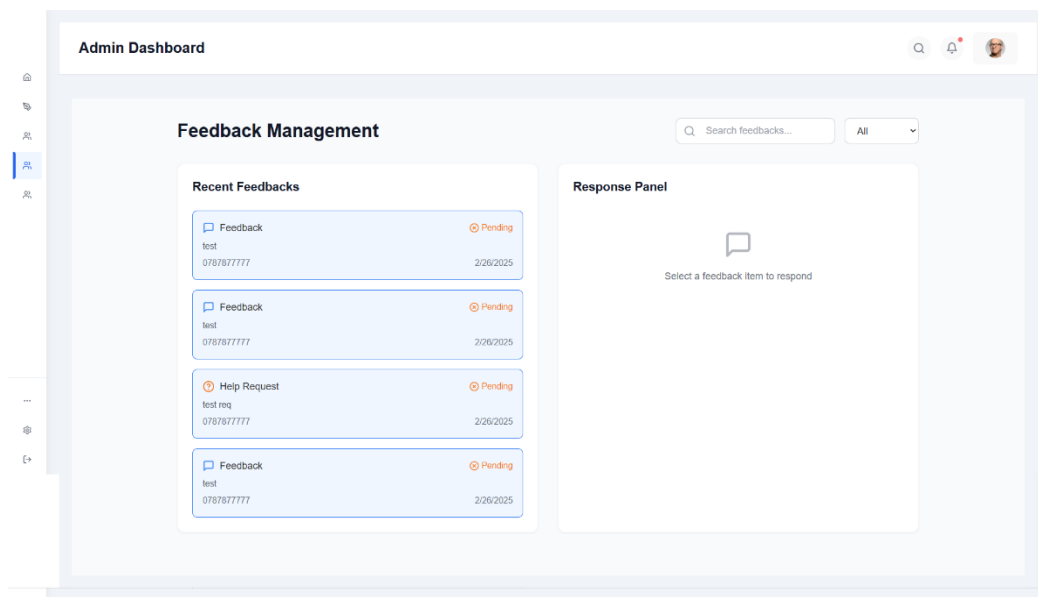 Admin Dashboard
Feedback Management
Search feedbacks...
All
Recent Feedbacks
Feedback
Pending
test
0787877777
2/26/2025
Feedback
Pending
test
0787877777
2/26/2025
Help Request
Pending
test req
0787877777
2/26/2025
Feedback
Pending
test
0787877777
2/26/2025
Response Panel
Select a feedback item to respond